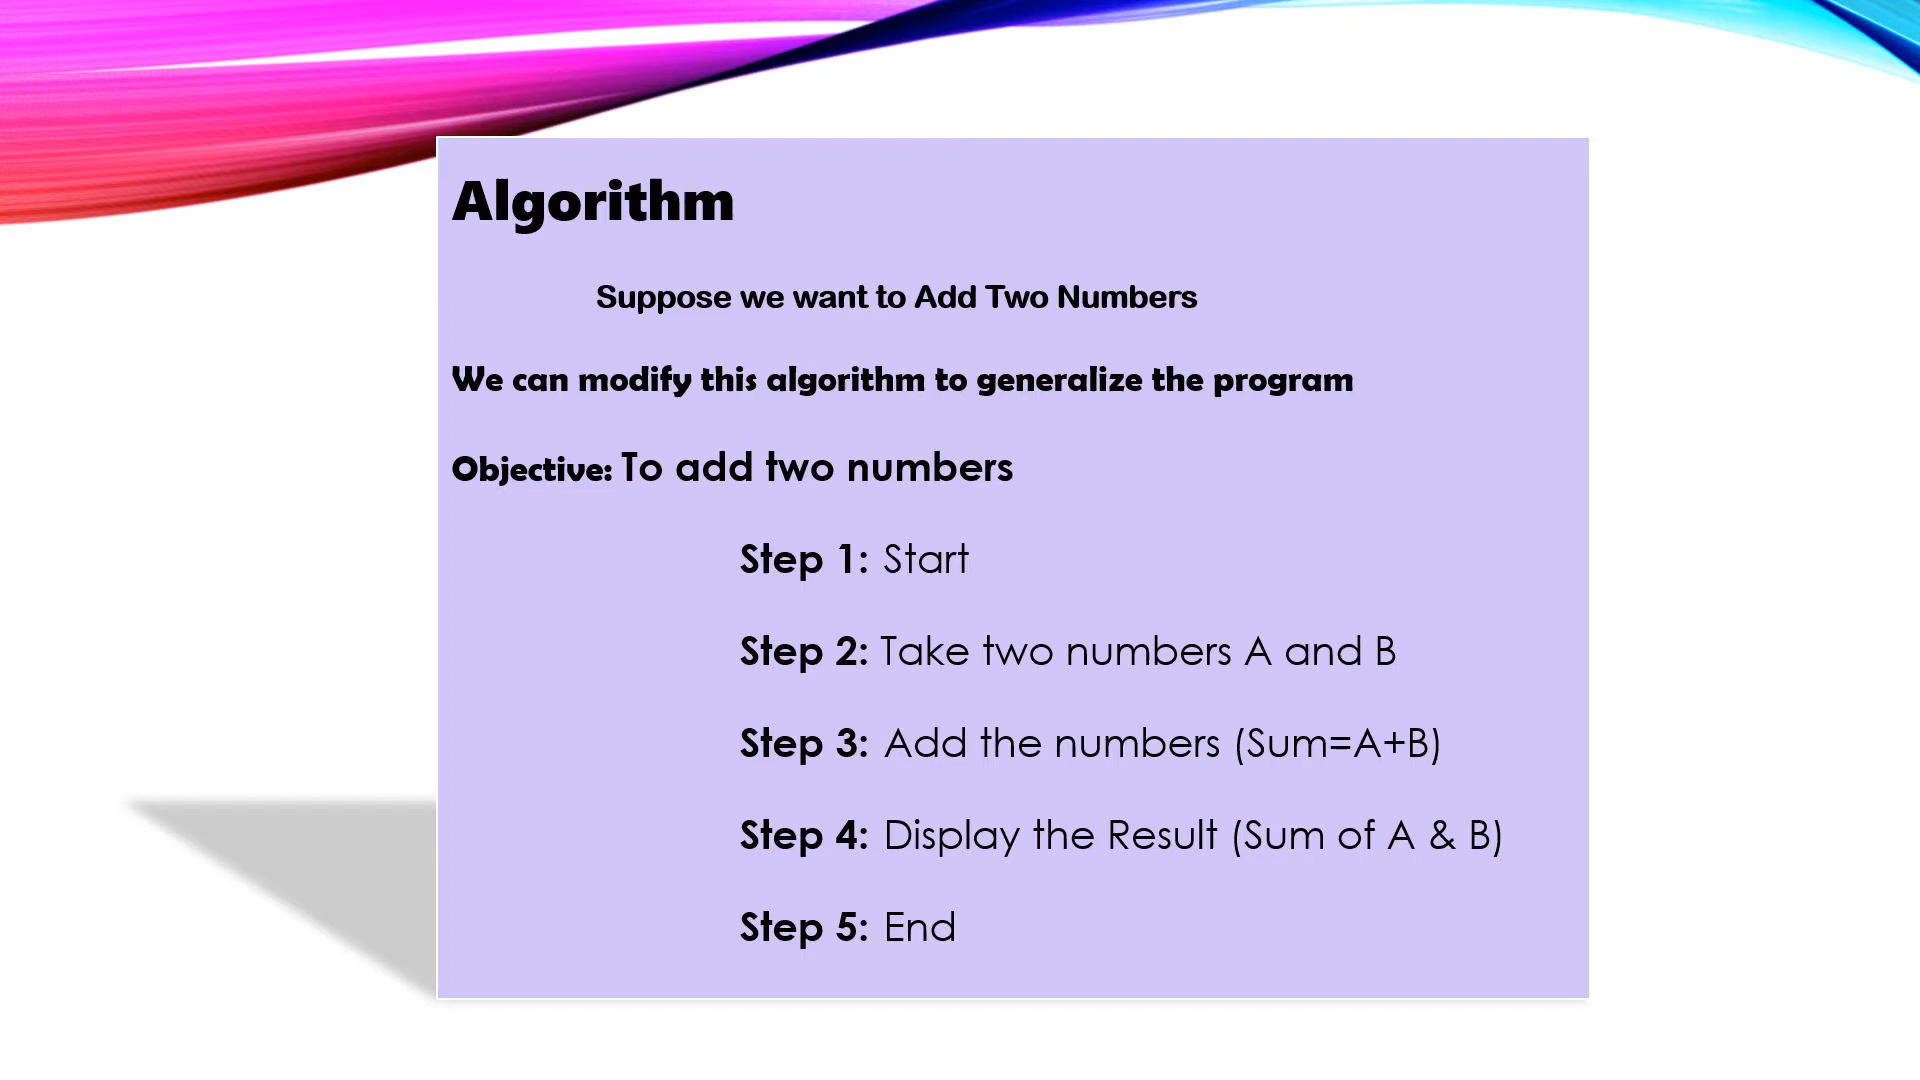 Algorithm
Suppose we want to Add Two Numbers
We can modify this algorithm to generalize the program
Objective: To add two numbers
Step 1: Start
Step 2: Take two numbers A and B
Step 3: Add the numbers (Sum=A+B)
Step 4: Display the Result (Sum of A & B)
Step 5: End